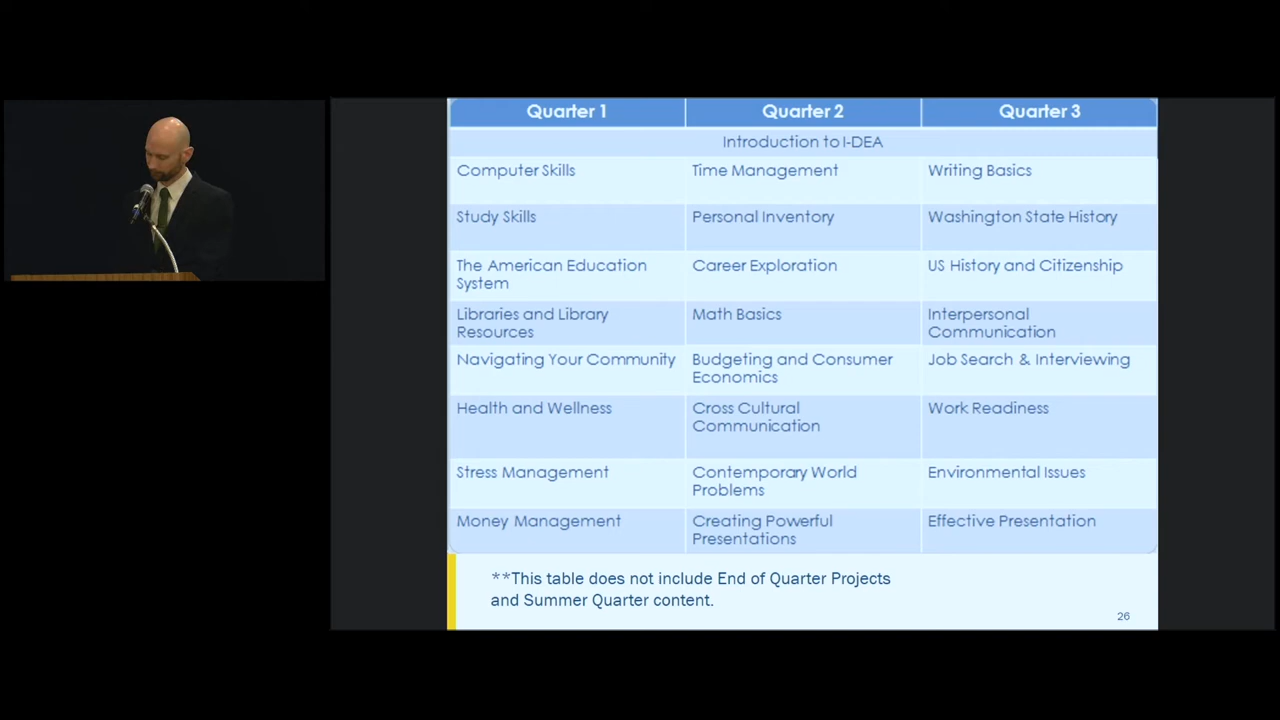 Quarter 1 Quarter 2 Quarter 3
Introduction to I-DEA
Computer Skills Time Management Writing Basics
Study Skills Personal Inventory Washington State History
The American Education
System
Career Exploration
US History and Citizenship
Libraries and Library
Resources
Math Basics
Interpersonal
Communication
Navigating Your Community
Budgeting and Consumer
Economics
Job Search & Interviewing
Health and Wellness
Cross Cultural
Communication
Work Readiness
Stress Management
Contemporary World
Problems
Environmental Issues
Money Management
Creating Powerful
Presentations
Effective Presentation
**This table does not include End of Quarter Projects
and Summer Quarter content.
26